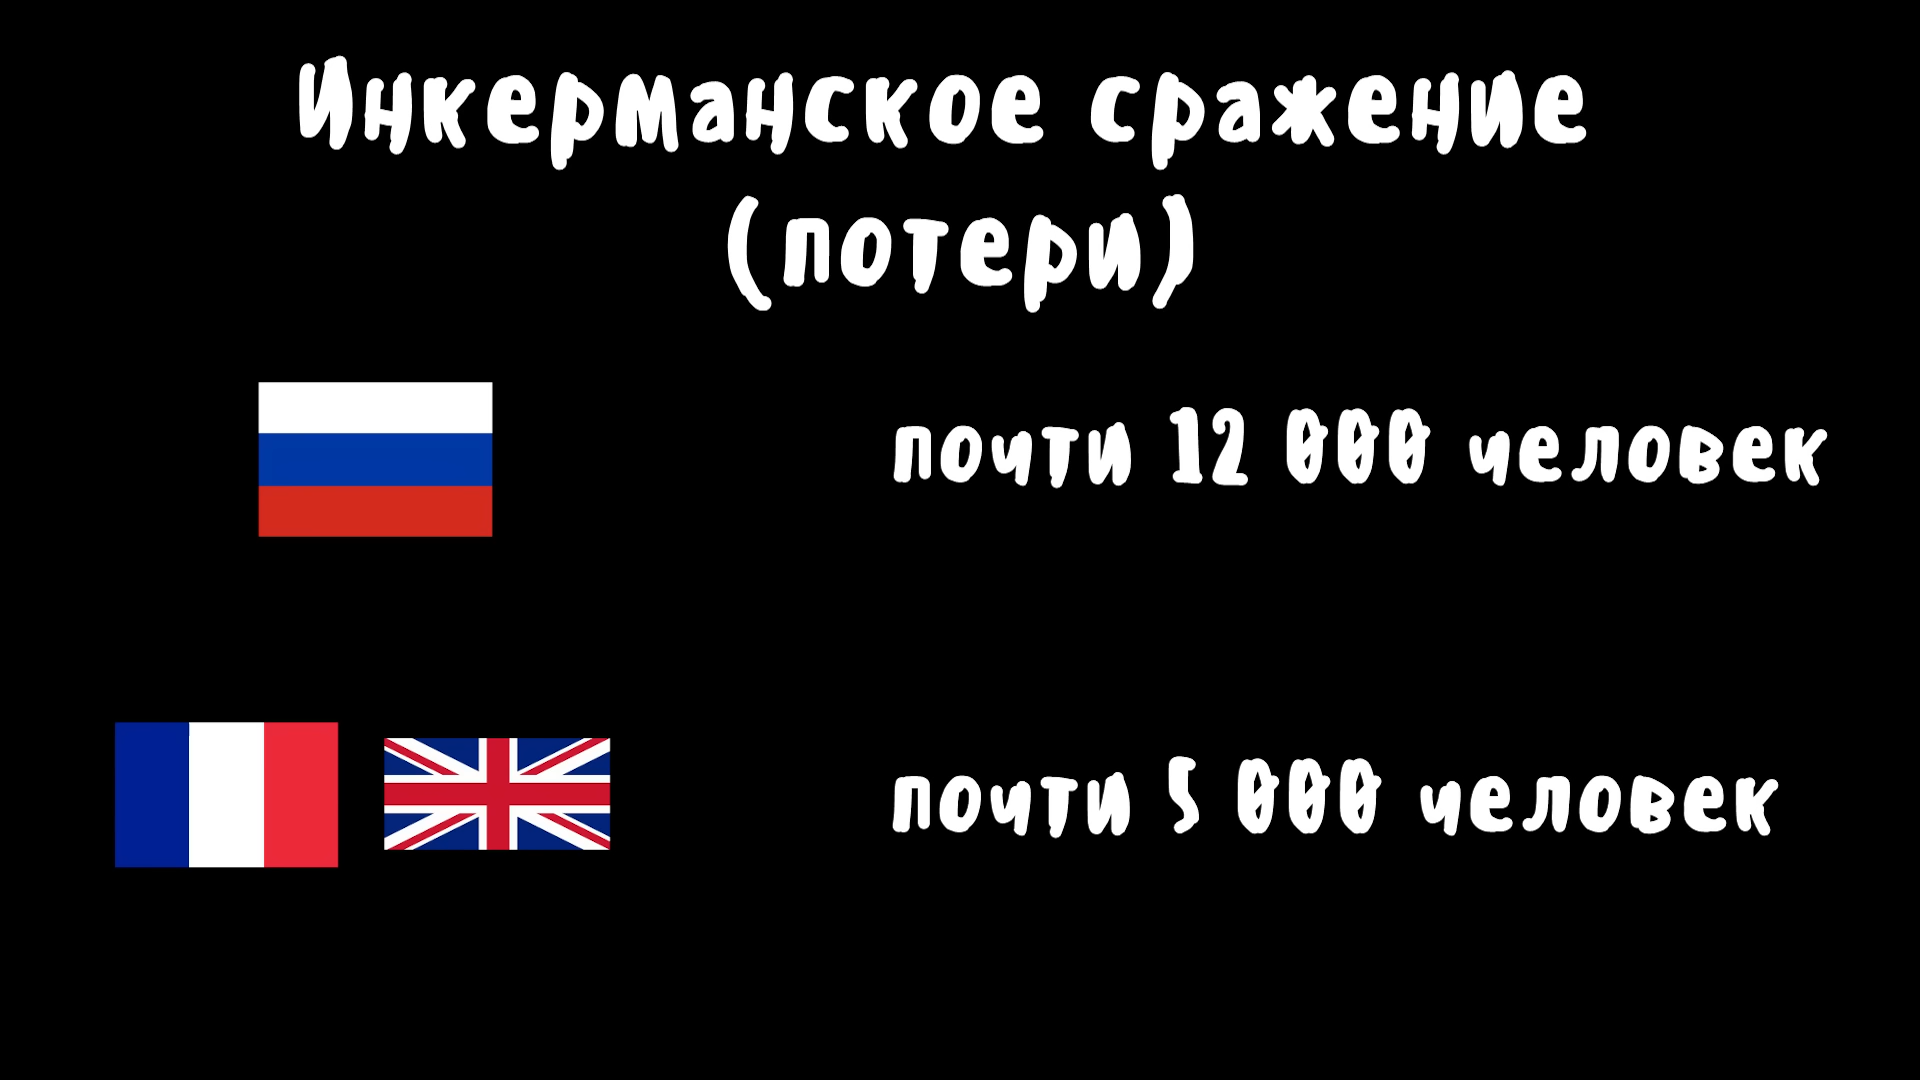 Инкерманское сражение
(потери)
почти 12 000 человек
почти 5 000 человек